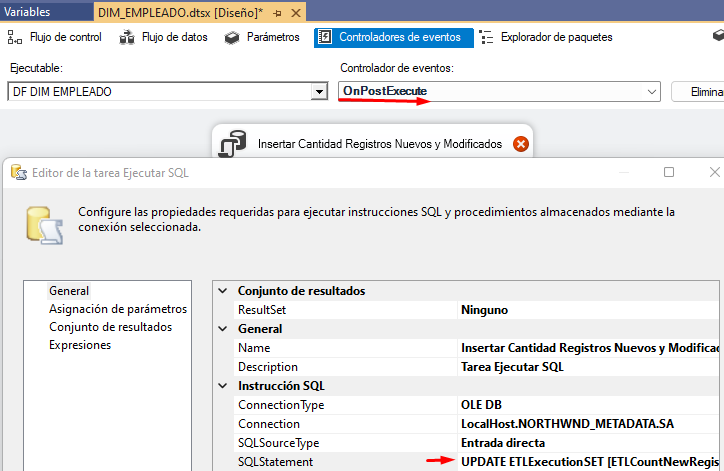 Variables
DIM_EMPLEADO.dtsx [Diseño]*
Flujo de control
Flujo de datos
Parámetros
Controladores de eventos
Explorador de paquetes
Ejecutable:
Controlador de eventos:
DF DIM EMPLEADO
OnPostExecute
Elimina
Insertar Cantidad Registros Nuevos y Modificados
Editor de la tarea Ejecutar SQL
Configure las propiedades requeridas para ejecutar instrucciones SQL y procedimientos almacenados mediante la
conexión seleccionada.
General
Asignación de parámetros
Conjunto de resultados
Expresiones
Conjunto de resultados
ResultSet Ninguno
General
Name Insertar Cantidad Registros Nuevos y Modificad
Description Tarea Ejecutar SQL
Instrucción SQL
ConnectionType OLE DB
Connection LocalHost.NORTHWND_METADATA.SA
SQLSourceType Entrada directa
SQLStatement UPDATE ETLExecutionSET [ETLCountNewRegis